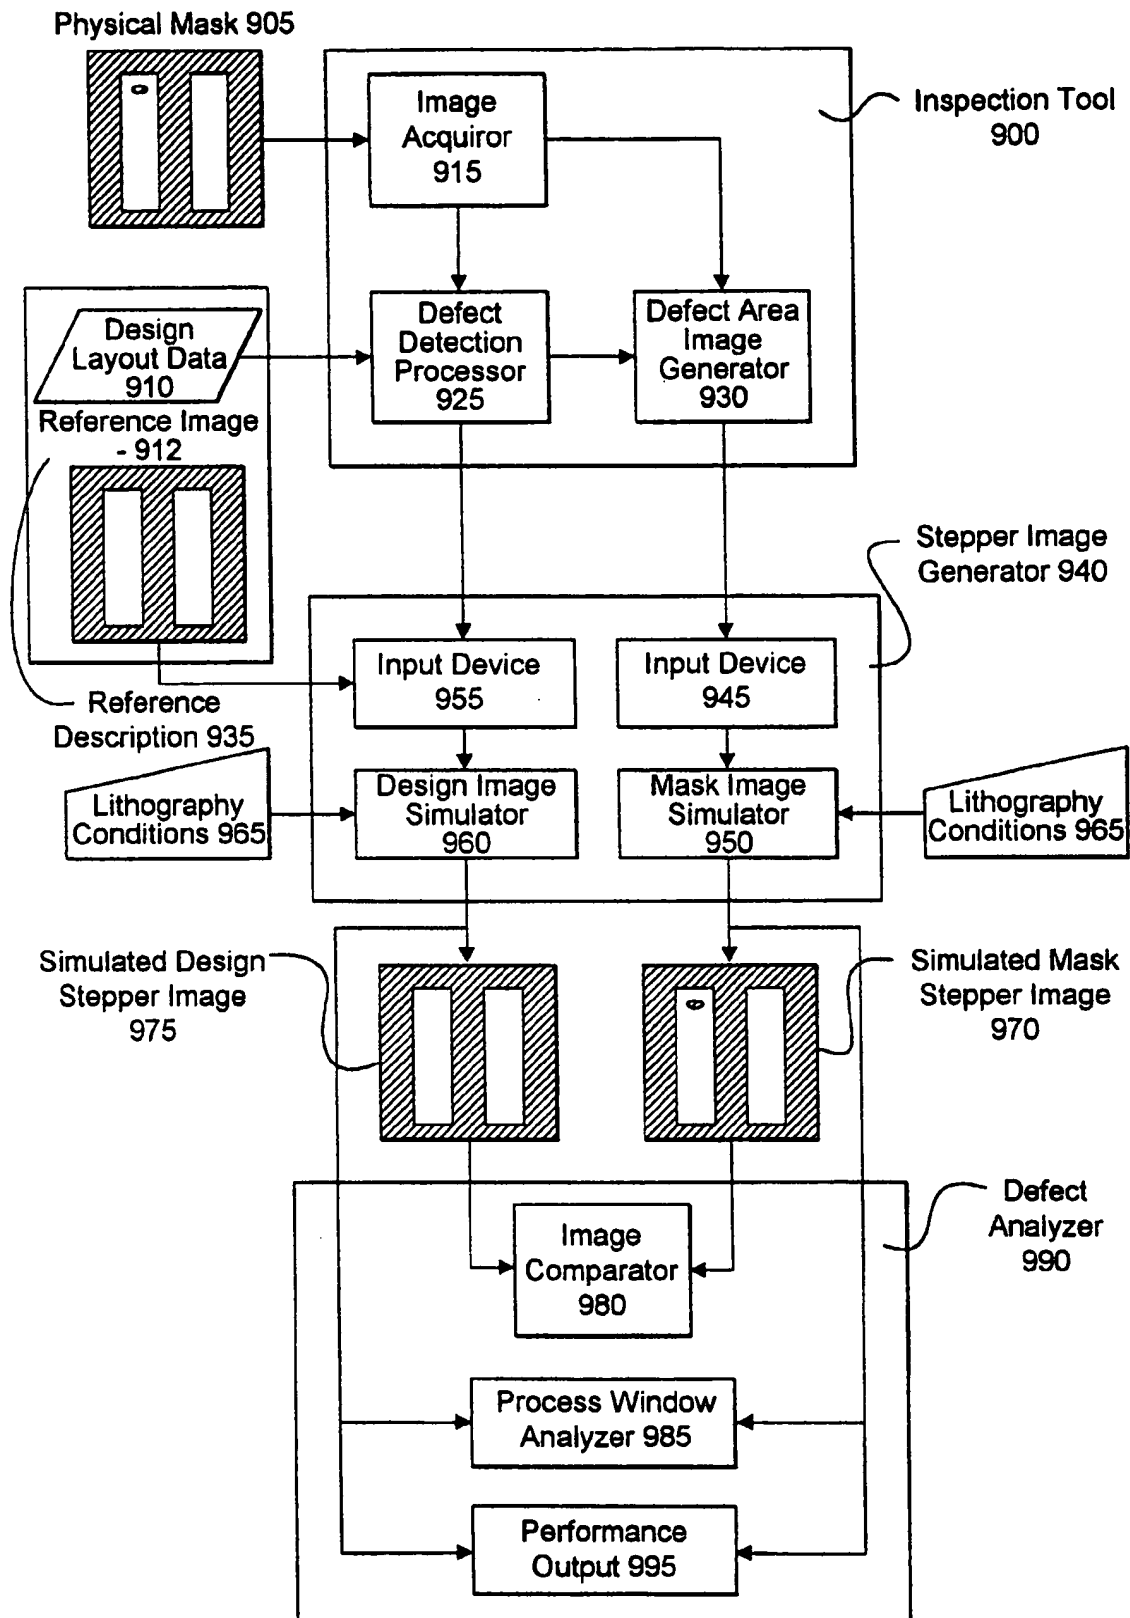 Physical Mask 905
Image
Acquiror
915
Inspection Tool
900
Design
Layout Data
910
Defect
Detection
Processor
925
Defect Area
Image
Generator
930
Reference Image
- 912
Stepper Image
Generator 940
Input Device
955
Input Device
945
Reference
Description 935
Lithography
Conditions 965
Design Image
Simulator
960
Mask Image
Simulator
950
Lithography
Conditions 965
Simulated Design
Stepper Image
975
Simulated Mask
Stepper Image
970
Image
Comparator
980
Defect
Analyzer
990
Process Window
Analyzer 985
Performance
Output 995